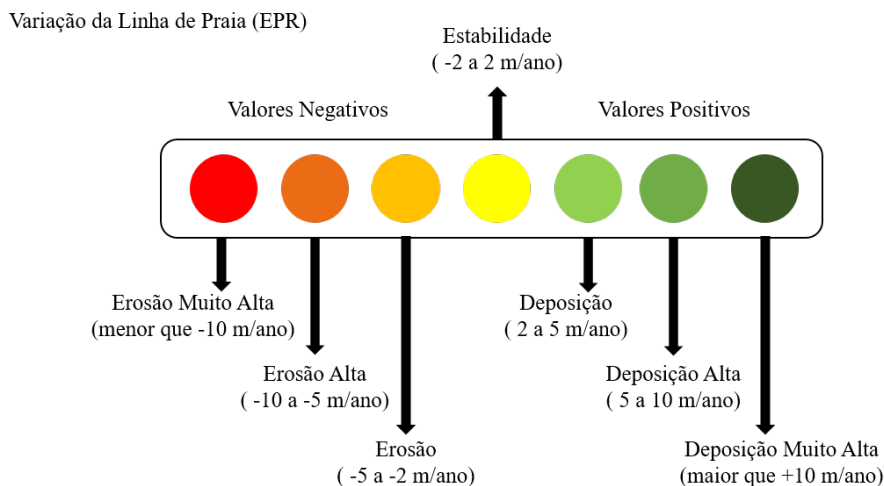 Variação da Linha de Praia (EPR)
Estabilidade
( -2 a 2 m/ano)
Valores Negativos
Valores Positivos
Erosão Muito Alta
(menor que -10 m/ano)
Deposição
( 2 a 5 m/ano)
Erosão Alta
( -10 a -5 m/ano)
Deposição Alta
( 5 a 10 m/ano)
Erosão
( -5 a -2 m/ano)
Deposição Muito Alta
(maior que +10 m/ano)